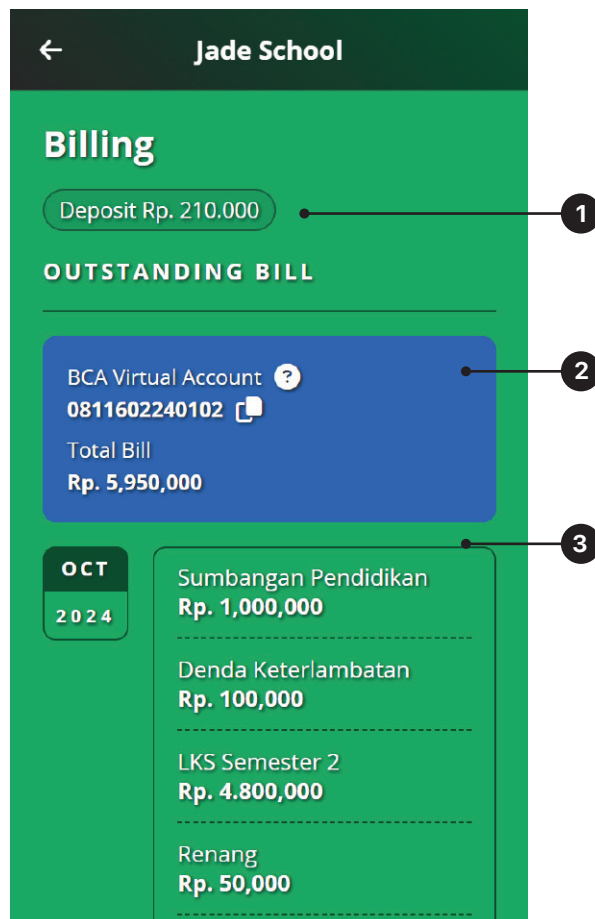 Jade School
Billing
Deposit Rp. 210.000
1
OUTSTANDING BILL
BCA Virtual Account ?
2
0811602240102
Total Bill
Rp. 5,950,000
3
OCT
2024
Sumbangan Pendidikan
Rp. 1,000,000
Denda Keterlambatan
Rp. 100,000
LKS Semester 2
Rp. 4.800,000
Renang
Rp. 50,000